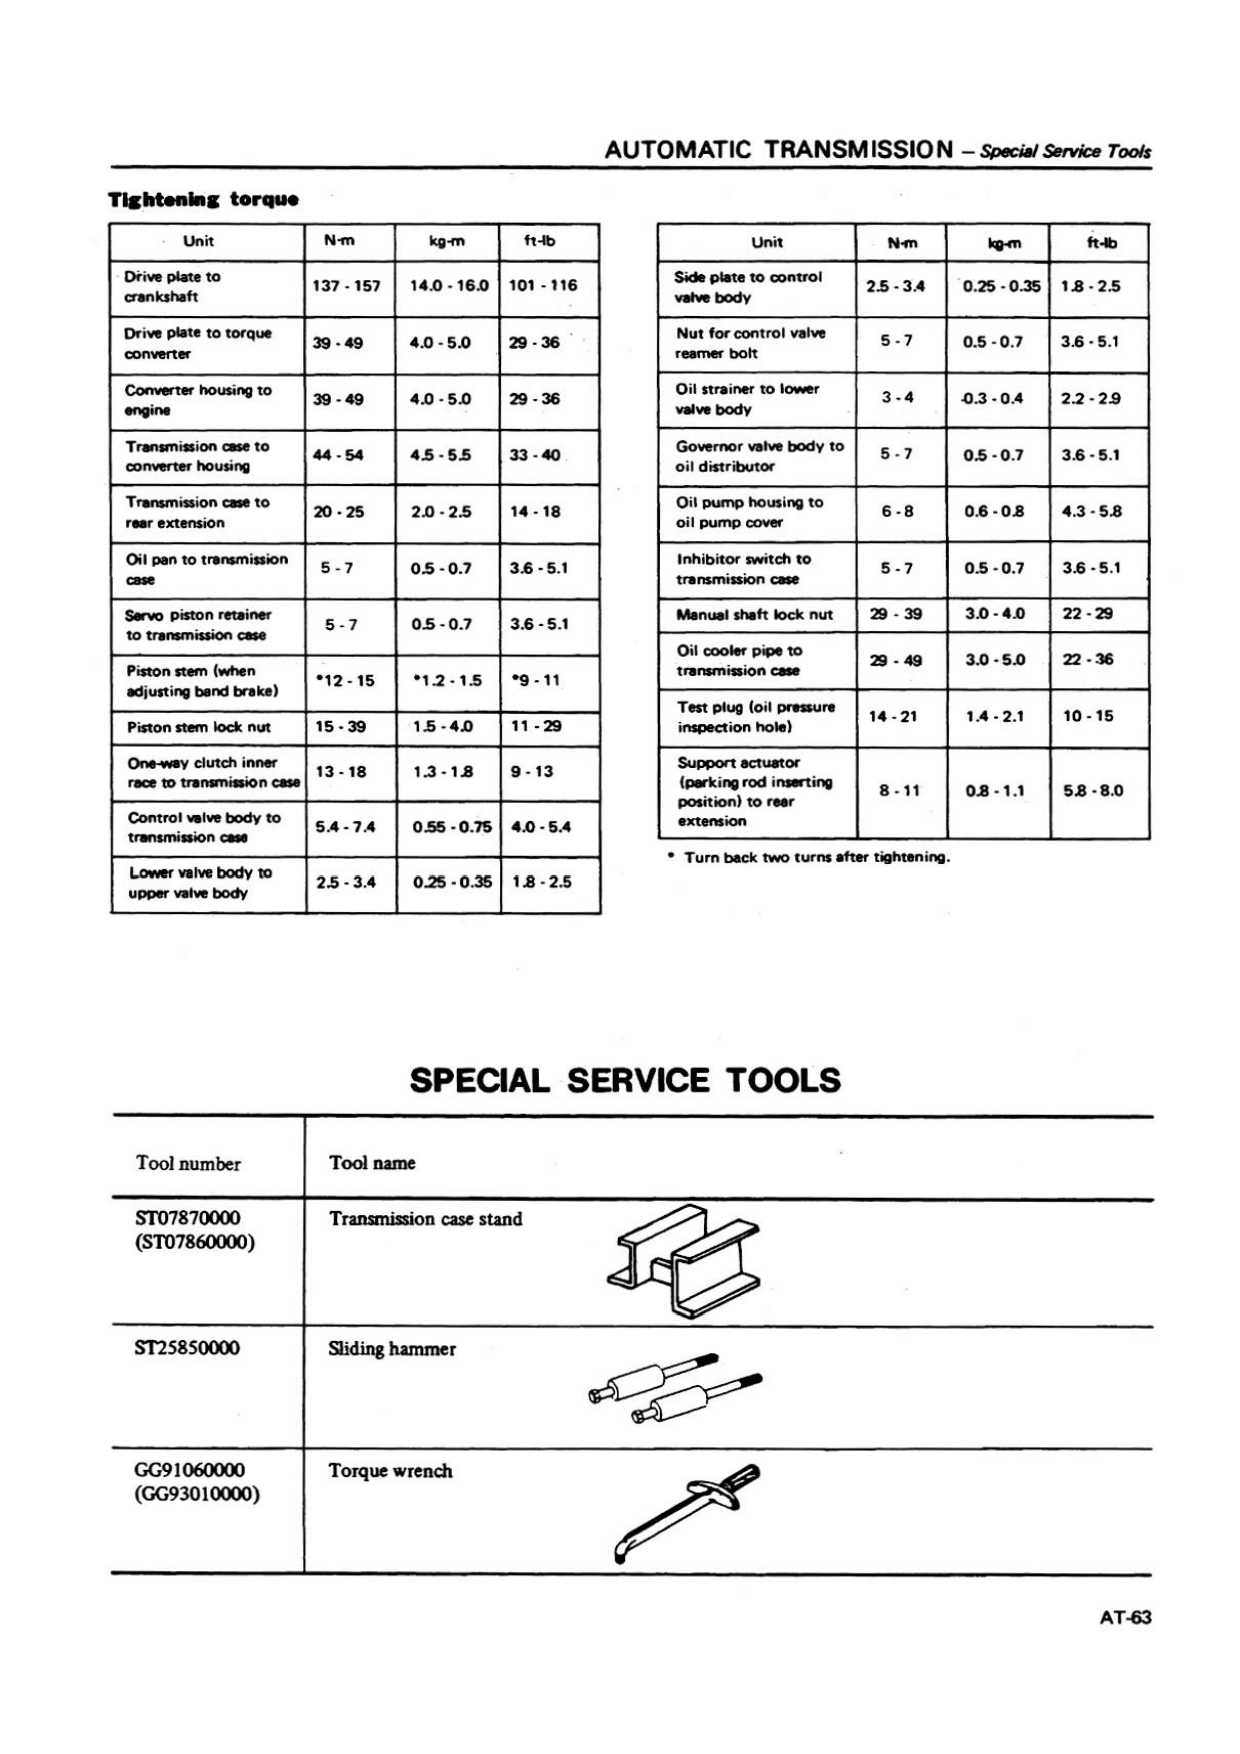 AUTOMATIC TRANSMISSION – Special Service Tools
Tightening torque
Unit N-m kg-m ft-lb
Drive plate to
crankshaft 137 - 157 14.0 - 16.0 101 - 116
Drive plate to torque
converter 39 - 49 4.0 - 5.0 29 - 36
Converter housing to
engine 39 - 49 4.0 - 5.0 29 - 36
Transmission case to
converter housing 44 - 54 4.5 - 5.5 33 - 40
Transmission case to
rear extension 20 - 25 2.0 - 2.5 14 - 18
Oil pan to transmission
case 5 - 7 0.5 - 0.7 3.6 - 5.1
Servo piston retainer
to transmission case 5 - 7 0.5 - 0.7 3.6 - 5.1
Piston stem (when
adjusting band brake) *12 - 15 *1.2 - 1.5 *9 - 11
Piston stem lock nut 15 - 39 1.5 - 4.0 11 - 29
One-way clutch inner
race to transmission case 13 - 18 1.3 - 1.8 9 - 13
Control valve body to
transmission case 5.4 - 7.4 0.55 - 0.75 4.0 - 5.4
Lower valve body to
upper valve body 2.5 - 3.4 0.25 - 0.35 1.8 - 2.5
Unit N-m kg-m ft-lb
Side plate to control
valve body 2.5 - 3.4 0.25 - 0.35 1.8 - 2.5
Nut for control valve
reamer bolt 5 - 7 0.5 - 0.7 3.6 - 5.1
Oil strainer to lower
valve body 3 - 4 0.3 - 0.4 2.2 - 2.9
Governor valve body to
oil distributor 5 - 7 0.5 - 0.7 3.6 - 5.1
Oil pump housing to
oil pump cover 6 - 8 0.6 - 0.8 4.3 - 5.8
Inhibitor switch to
transmission case 5 - 7 0.5 - 0.7 3.6 - 5.1
Manual shaft lock nut 29 - 39 3.0 - 4.0 22 - 29
Oil cooler pipe to
transmission case 29 - 49 3.0 - 5.0 22 - 36
Test plug (oil pressure
inspection hole) 14 - 21 1.4 - 2.1 10 - 15
Support actuator
(parking rod inserting
position) to rear
extension 8 - 11 0.8 - 1.1 5.8 - 8.0
* Turn back two turns after tightening.
SPECIAL SERVICE TOOLS
Tool number Tool name
ST07870000 Transmission case stand
(ST07860000)
ST25850000 Sliding hammer
GG91060000 Torque wrench
(GG93010000)
AT-63